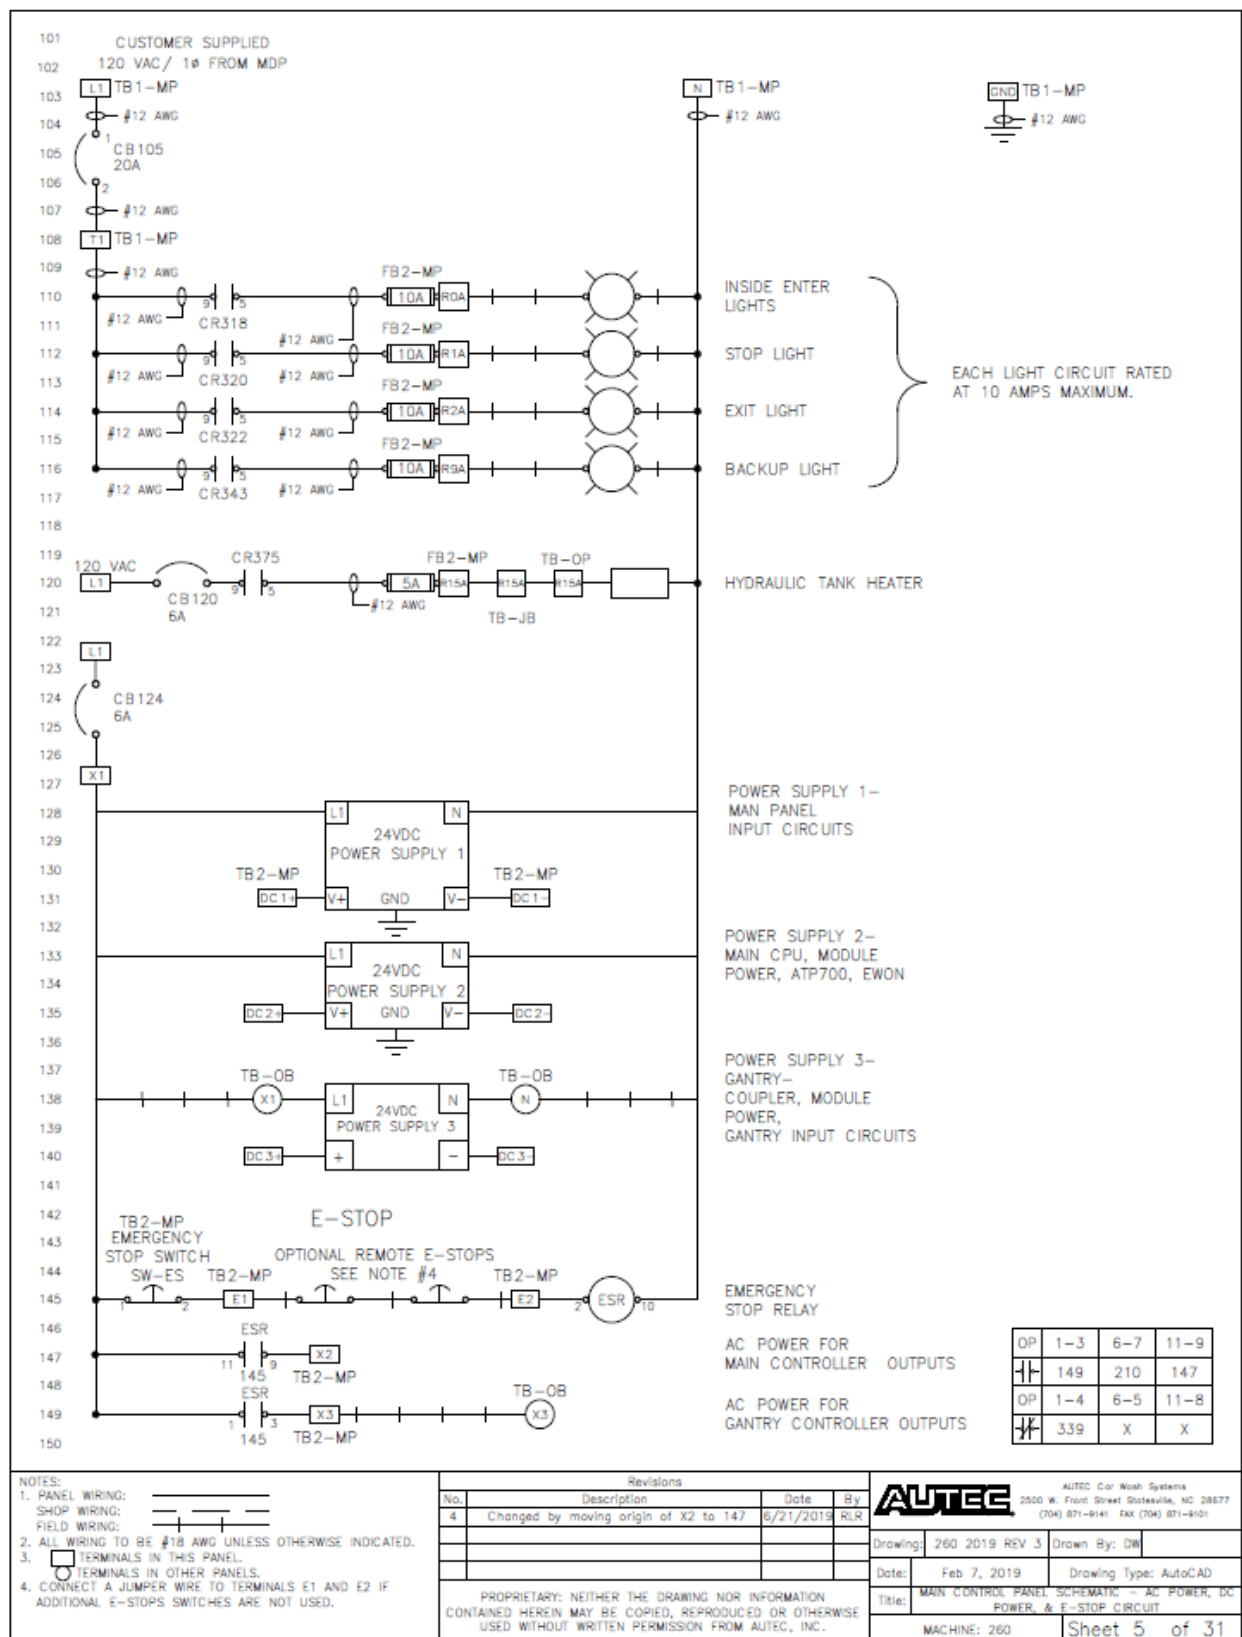 101
CUSTOMER SUPPLIED
102
120 VAC/ 1ø FROM MDP
103
L1 TB1-MP
N TB1-MP
GND TB1-MP
#12 AWG
#12 AWG
#12 AWG
104
1
CB105
105
20A
106
2
107
#12 AWG
108
T1 TB1-MP
109
#12 AWG
FB2-MP
110
9 5
10A R0A
INSIDE ENTER
LIGHTS
#12 AWG
CR318
111
#12 AWG
FB2-MP
112
9 5
10A R1A
STOP LIGHT
#12 AWG
CR320
#12 AWG
EACH LIGHT CIRCUIT RATED
AT 10 AMPS MAXIMUM.
113
FB2-MP
114
9 5
10A R2A
EXIT LIGHT
#12 AWG
CR322
#12 AWG
115
FB2-MP
116
9 5
10A R9A
BACKUP LIGHT
#12 AWG
CR343
#12 AWG
117
118
119
120 VAC
CR375
FB2-MP
TB-OP
120
L1
9 5
5A R15A
R15A
R15A
HYDRAULIC TANK HEATER
CB120
6A
#12 AWG
TB-JB
121
122
L1
123
124
CB124
6A
125
126
X1
127
POWER SUPPLY 1-
MAN PANEL
INPUT CIRCUITS
128
L1 N
129
24VDC
POWER SUPPLY 1
130
TB2-MP
TB2-MP
131
DC1+ V+ GND V- DC1-
132
133
L1 N
POWER SUPPLY 2-
MAIN CPU, MODULE
POWER, ATP700, EWON
134
24VDC
POWER SUPPLY 2
135
DC2+ V+ GND V- DC2-
136
137
TB-OB
TB-OB
POWER SUPPLY 3-
GANTRY-
COUPLER, MODULE
POWER,
GANTRY INPUT CIRCUITS
138
X1 L1 N N
139
24VDC
POWER SUPPLY 3
140
DC3+ + - DC3-
141
142
E-STOP
143
TB2-MP
EMERGENCY
STOP SWITCH
144
OPTIONAL REMOTE E-STOPS
SW-ES TB2-MP
SEE NOTE #4
TB2-MP
145
1 2 E1 E2 2 ESR 10
EMERGENCY
STOP RELAY
146
ESR
147
11 9 X2
145 TB2-MP
AC POWER FOR
MAIN CONTROLLER OUTPUTS
148
ESR
TB-OB
149
1 3 X3 X3
145 TB2-MP
AC POWER FOR
GANTRY CONTROLLER OUTPUTS
150
OP 1-3 6-7 11-9
149 210 147
OP 1-4 6-5 11-8
339 X X
NOTES:
1. PANEL WIRING:
SHOP WIRING:
FIELD WIRING:
2. ALL WIRING TO BE #18 AWG UNLESS OTHERWISE INDICATED.
3. TERMINALS IN THIS PANEL.
TERMINALS IN OTHER PANELS.
4. CONNECT A JUMPER WIRE TO TERMINALS E1 AND E2 IF
ADDITIONAL E-STOPS SWITCHES ARE NOT USED.
Revisions
No. Description Date By
4 Changed by moving origin of X2 to 147 6/21/2019 RLR
PROPRIETARY: NEITHER THE DRAWING NOR INFORMATION
CONTAINED HEREIN MAY BE COPIED, REPRODUCED OR OTHERWISE
USED WITHOUT WRITTEN PERMISSION FROM AUTEC, INC.
AUTEC
AUTEC Car Wash Systems
2500 W. Front Street Statesville, NC 28677
(704) 871-9141 FAX (704) 871-9101
Drawing: 260 2019 REV 3 Drawn By: DW
Date: Feb 7, 2019 Drawing Type: AutoCAD
Title: MAIN CONTROL PANEL SCHEMATIC - AC POWER, DC
POWER, & E-STOP CIRCUIT
MACHINE: 260 Sheet 5 of 31